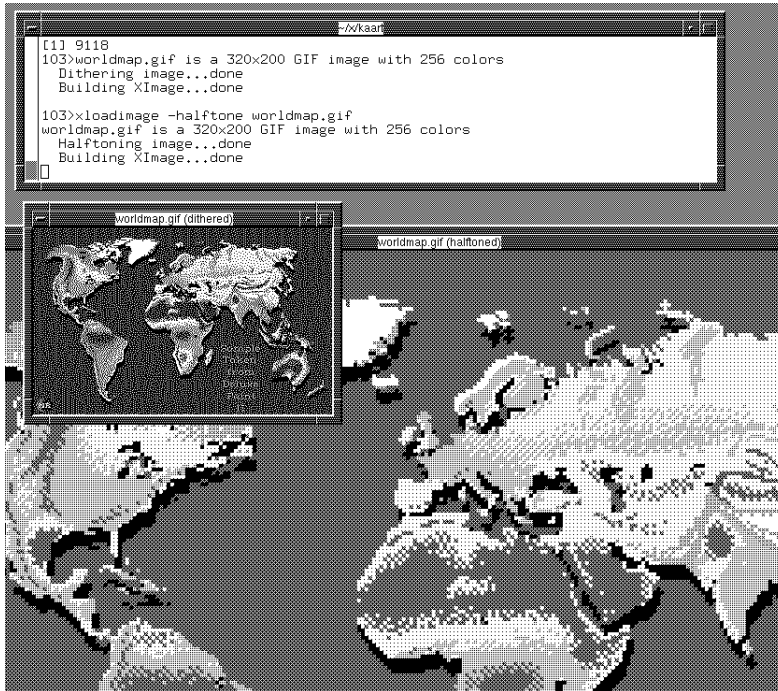 ~/x/kaart
[1] 9118
103>worldmap.gif is a 320x200 GIF image with 256 colors
  Dithering image...done
  Building XImage...done
103>xloadimage -halftone worldmap.gif
worldmap.gif is a 320x200 GIF image with 256 colors
  Halftoning image...done
  Building XImage...done
worldmap.gif (dithered)
worldmap.gif (halftoned)